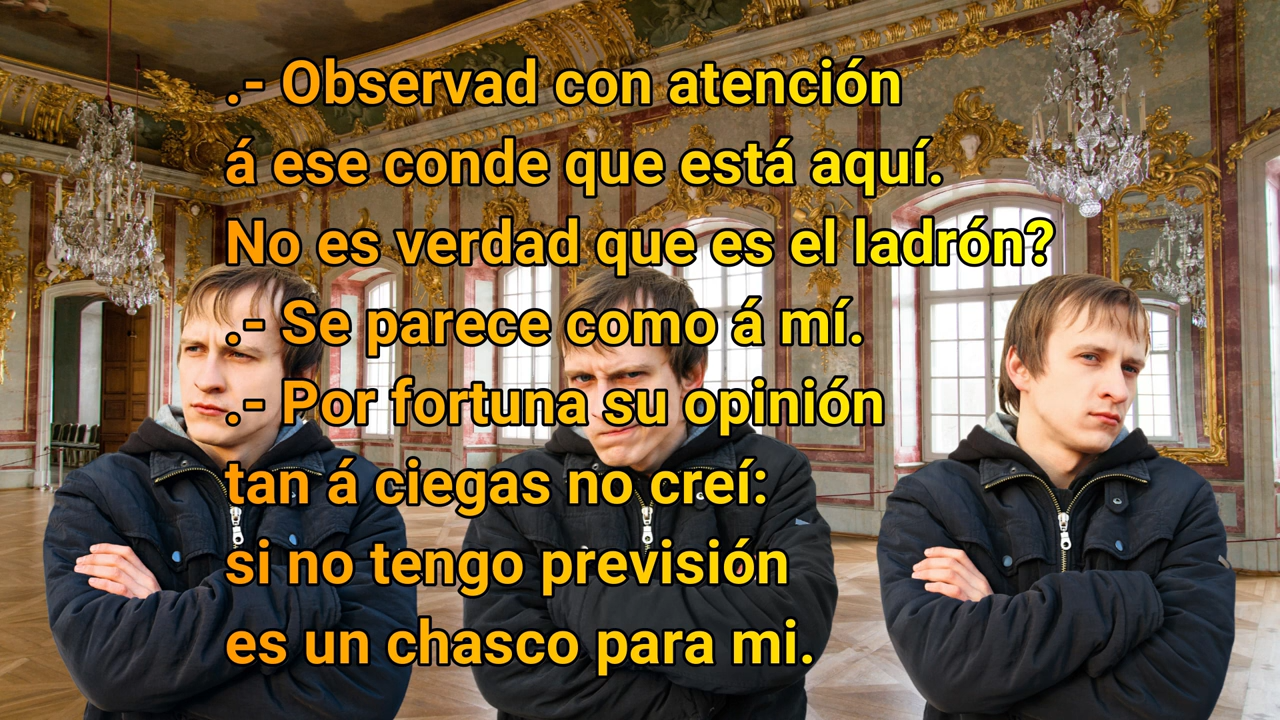 .- Observad con atención
á ese conde que está aquí.
No es verdad que es el ladrón?
.- Se parece como á mí.
.- Por fortuna su opinión
tan á ciegas no creí:
si no tengo previsión
es un chasco para mi.